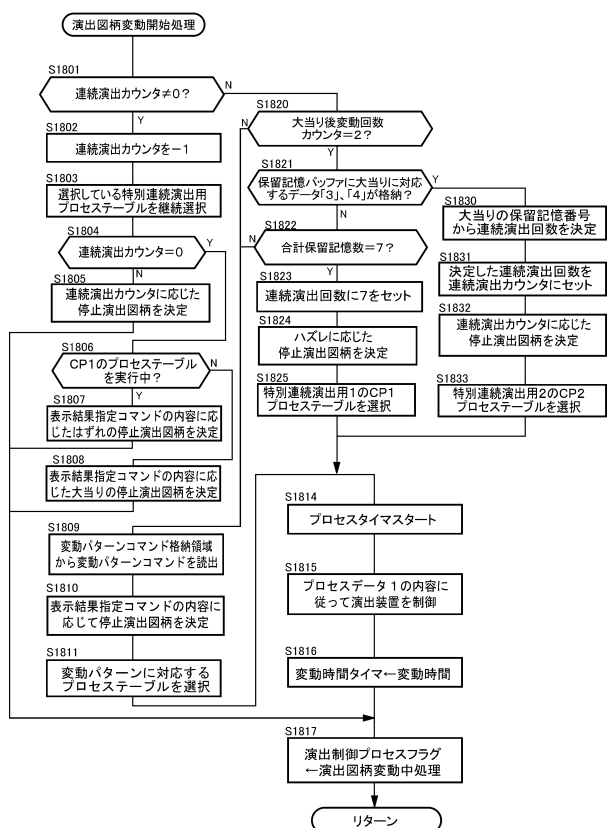 演出図柄変動開始処理
S1801
連続演出カウンタ≠0？
N
Y
S1802
連続演出カウンタを－1
S1803
選択している特別連続演出用
プロセステーブルを継続選択
S1804
連続演出カウンタ=0
Y
N
S1805
連続演出カウンタに応じた
停止演出図柄を決定
S1806
CP1のプロセステーブル
を実行中？
N
Y
S1807
表示結果指定コマンドの内容に応
じたはずれの停止演出図柄を決定
S1808
表示結果指定コマンドの内容に応
じた大当りの停止演出図柄を決定
S1809
変動パターンコマンド格納領域
から変動パターンコマンドを読出
S1810
表示結果指定コマンドの内容に
応じて停止演出図柄を決定
S1811
変動パターンに対応する
プロセステーブルを選択
S1820
N
大当り後変動回数
カウンタ=2？
Y
S1821
保留記憶バッファに大当りに対応
するデータ「3」、「4」が格納？
Y
N
S1822
N
合計保留記憶数=7？
Y
S1823
連続演出回数に7をセット
S1824
ハズレに応じた
停止演出図柄を決定
S1825
特別連続演出用1のCP1
プロセステーブルを選択
S1830
大当りの保留記憶番号
から連続演出回数を決定
S1831
決定した連続演出回数を
連続演出カウンタにセット
S1832
連続演出カウンタに応じた
停止演出図柄を決定
S1833
特別連続演出用2のCP2
プロセステーブルを選択
S1814
プロセスタイマスタート
S1815
プロセスデータ1の内容に
従って演出装置を制御
S1816
変動時間タイマ←変動時間
S1817
演出制御プロセスフラグ
←演出図柄変動中処理
リターン